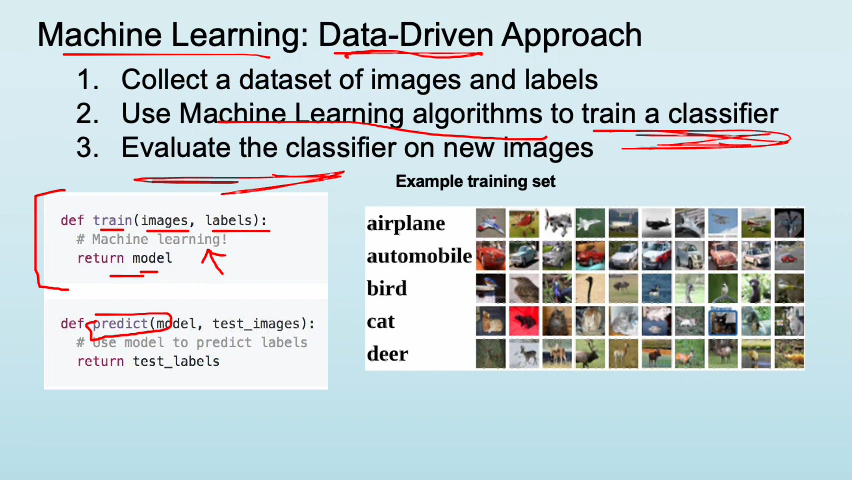 Machine Learning: Data-Driven Approach
1. Collect a dataset of images and labels
2. Use Machine Learning algorithms to train a classifier
3. Evaluate the classifier on new images
Example training set
def train(images, labels):
# Machine learning!
return model
def predict(model, test_images):
# Use model to predict labels
return test_labels
airplane
automobile
bird
cat
deer